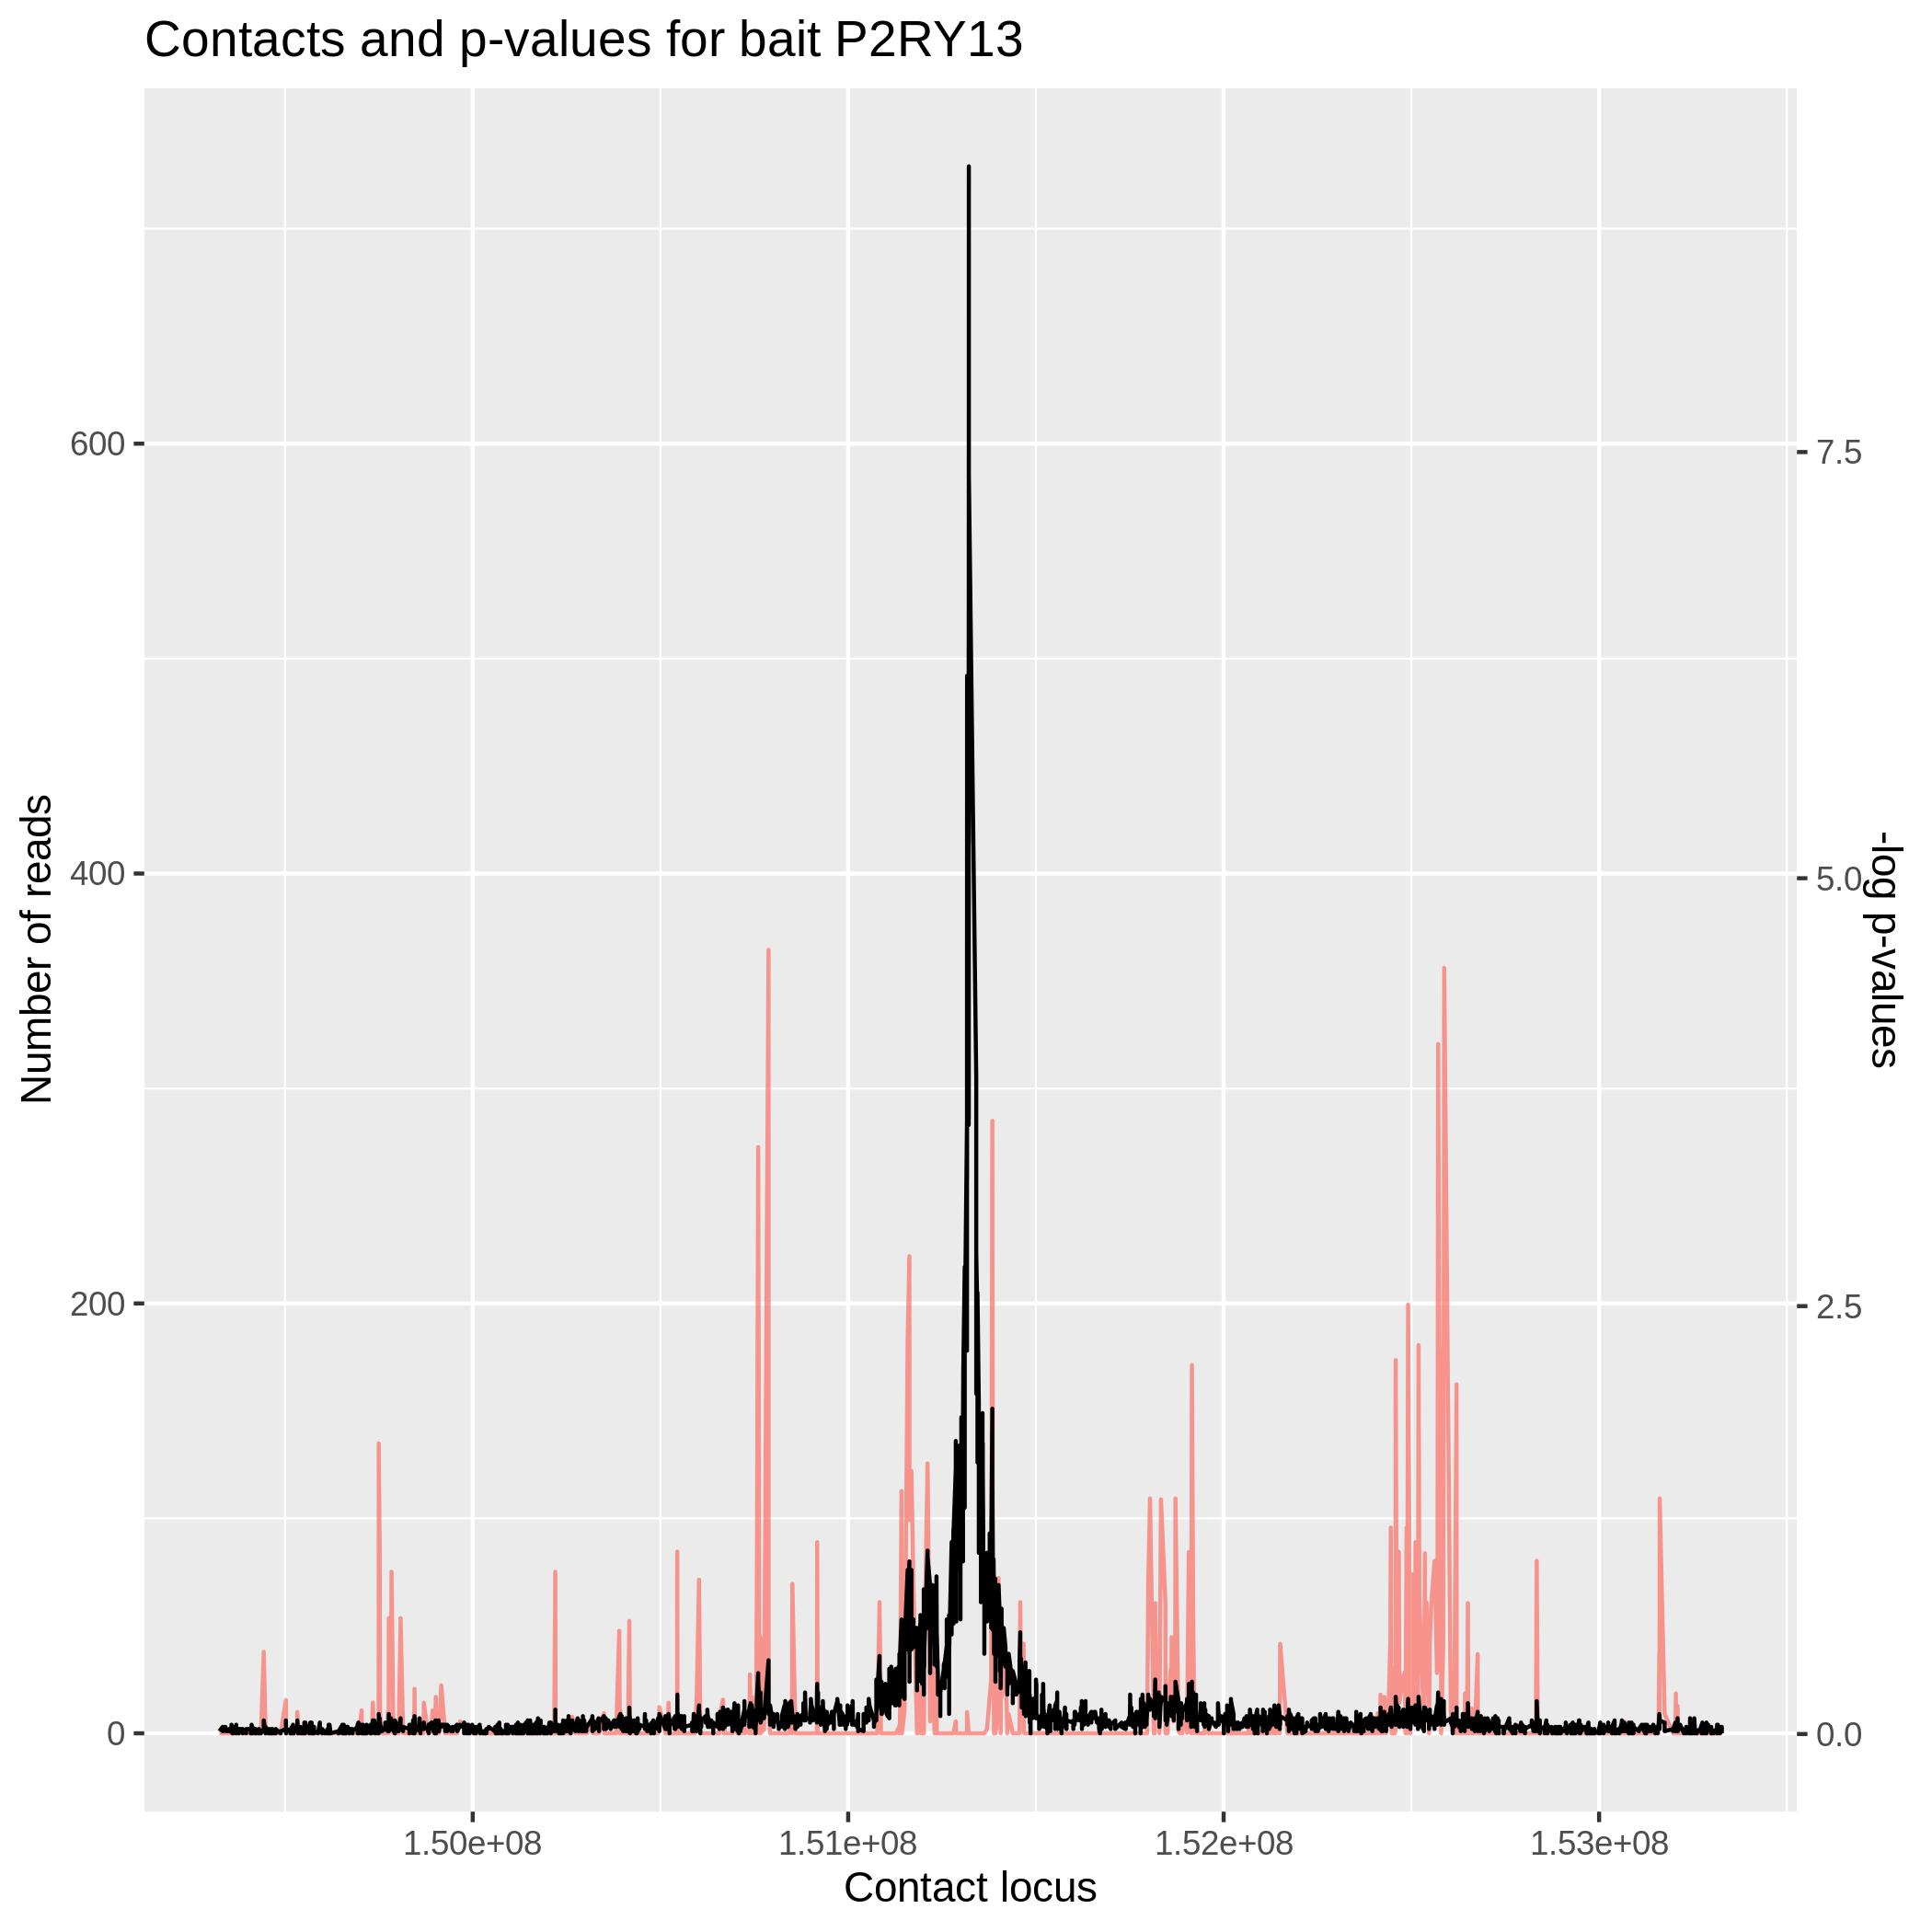 Contacts and p-values for bait P2RY13
600
400
200
0
7.5
5.0
2.5
0.0
Number of reads
-log p-values
1.50e+08
1.51e+08
1.52e+08
1.53e+08
Contact locus